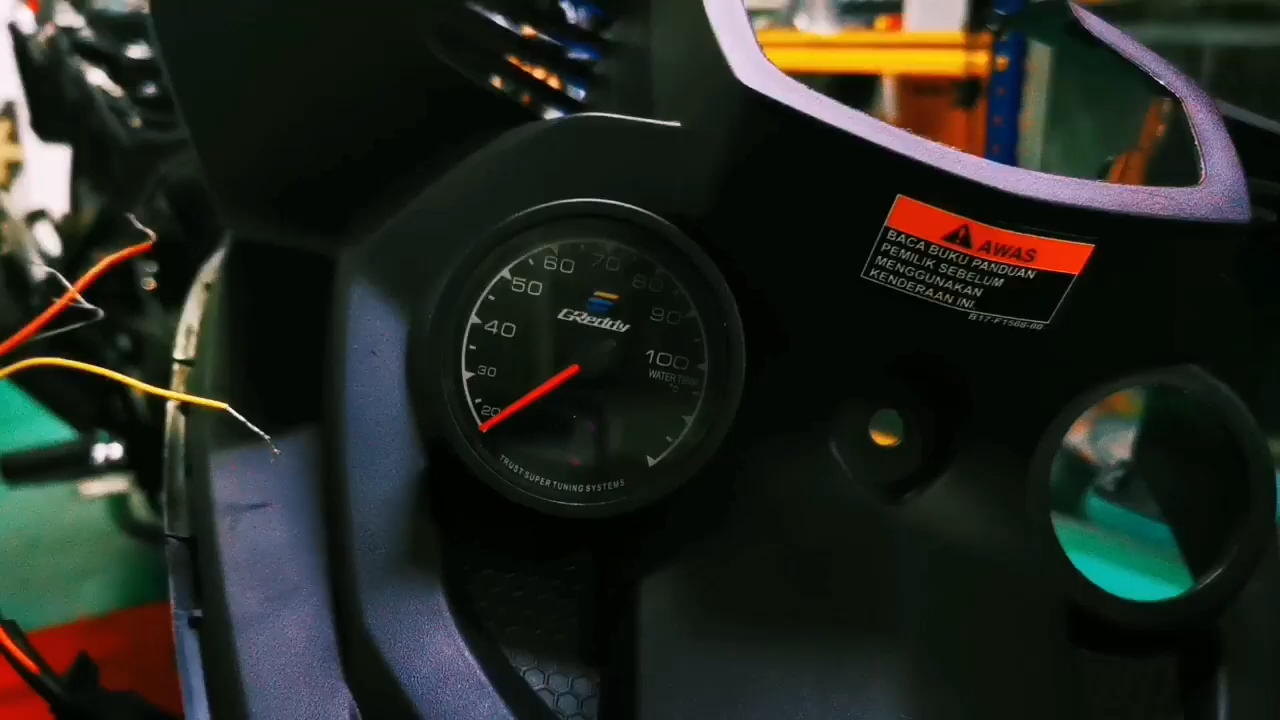 60
70
80
50
90
40
100
30
20
GReddy
WATER TEMP
°C
TRUST SUPER TUNING SYSTEMS
AWAS
BACA BUKU PANDUAN
PEMILIK SEBELUM
MENGGUNAKAN
KENDERAAN INI.
B17-F1568-00